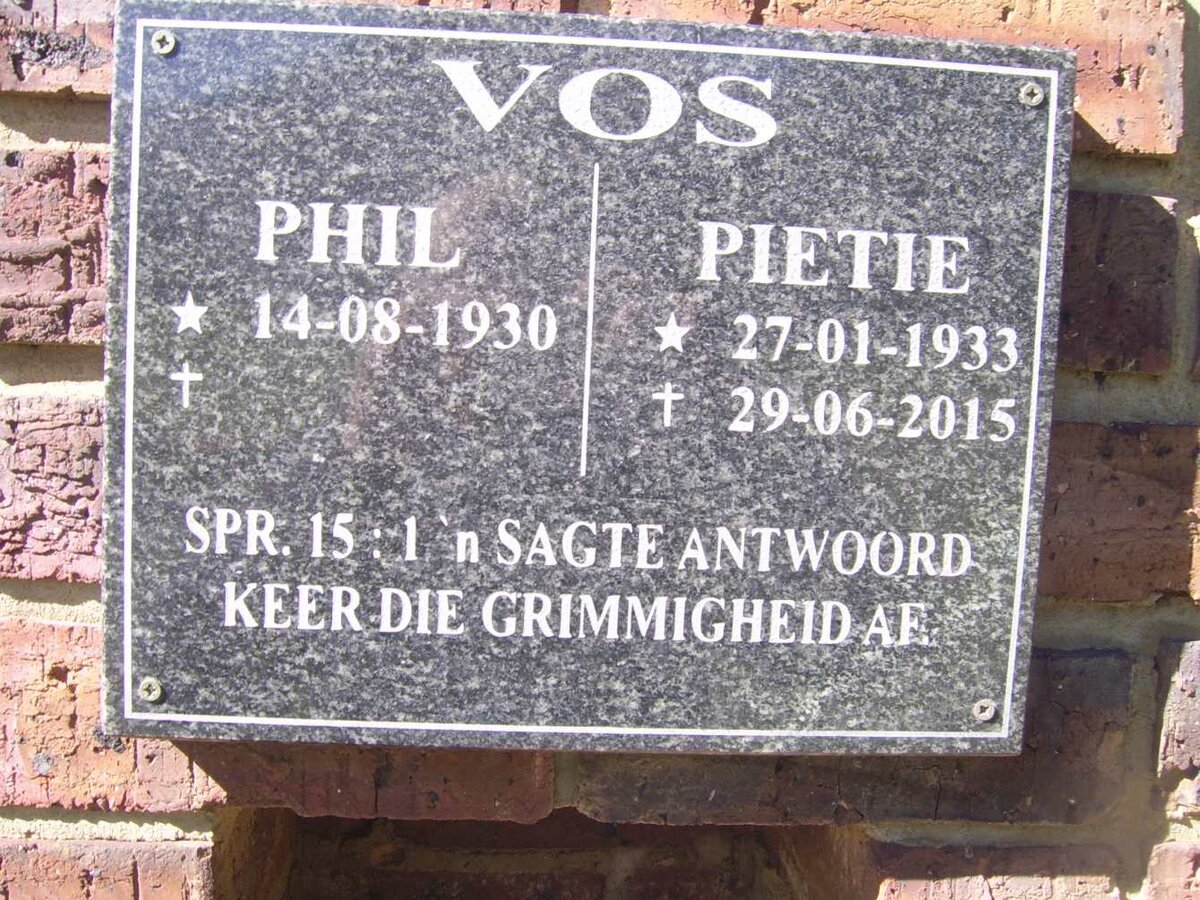 VOS
PHIL
★ 14-08-1930
✝
PIETIE
★ 27-01-1933
✝ 29-06-2015
SPR. 15 : 1 `n SAGTE ANTWOORD
KEER DIE GRIMMIGHEID AF.